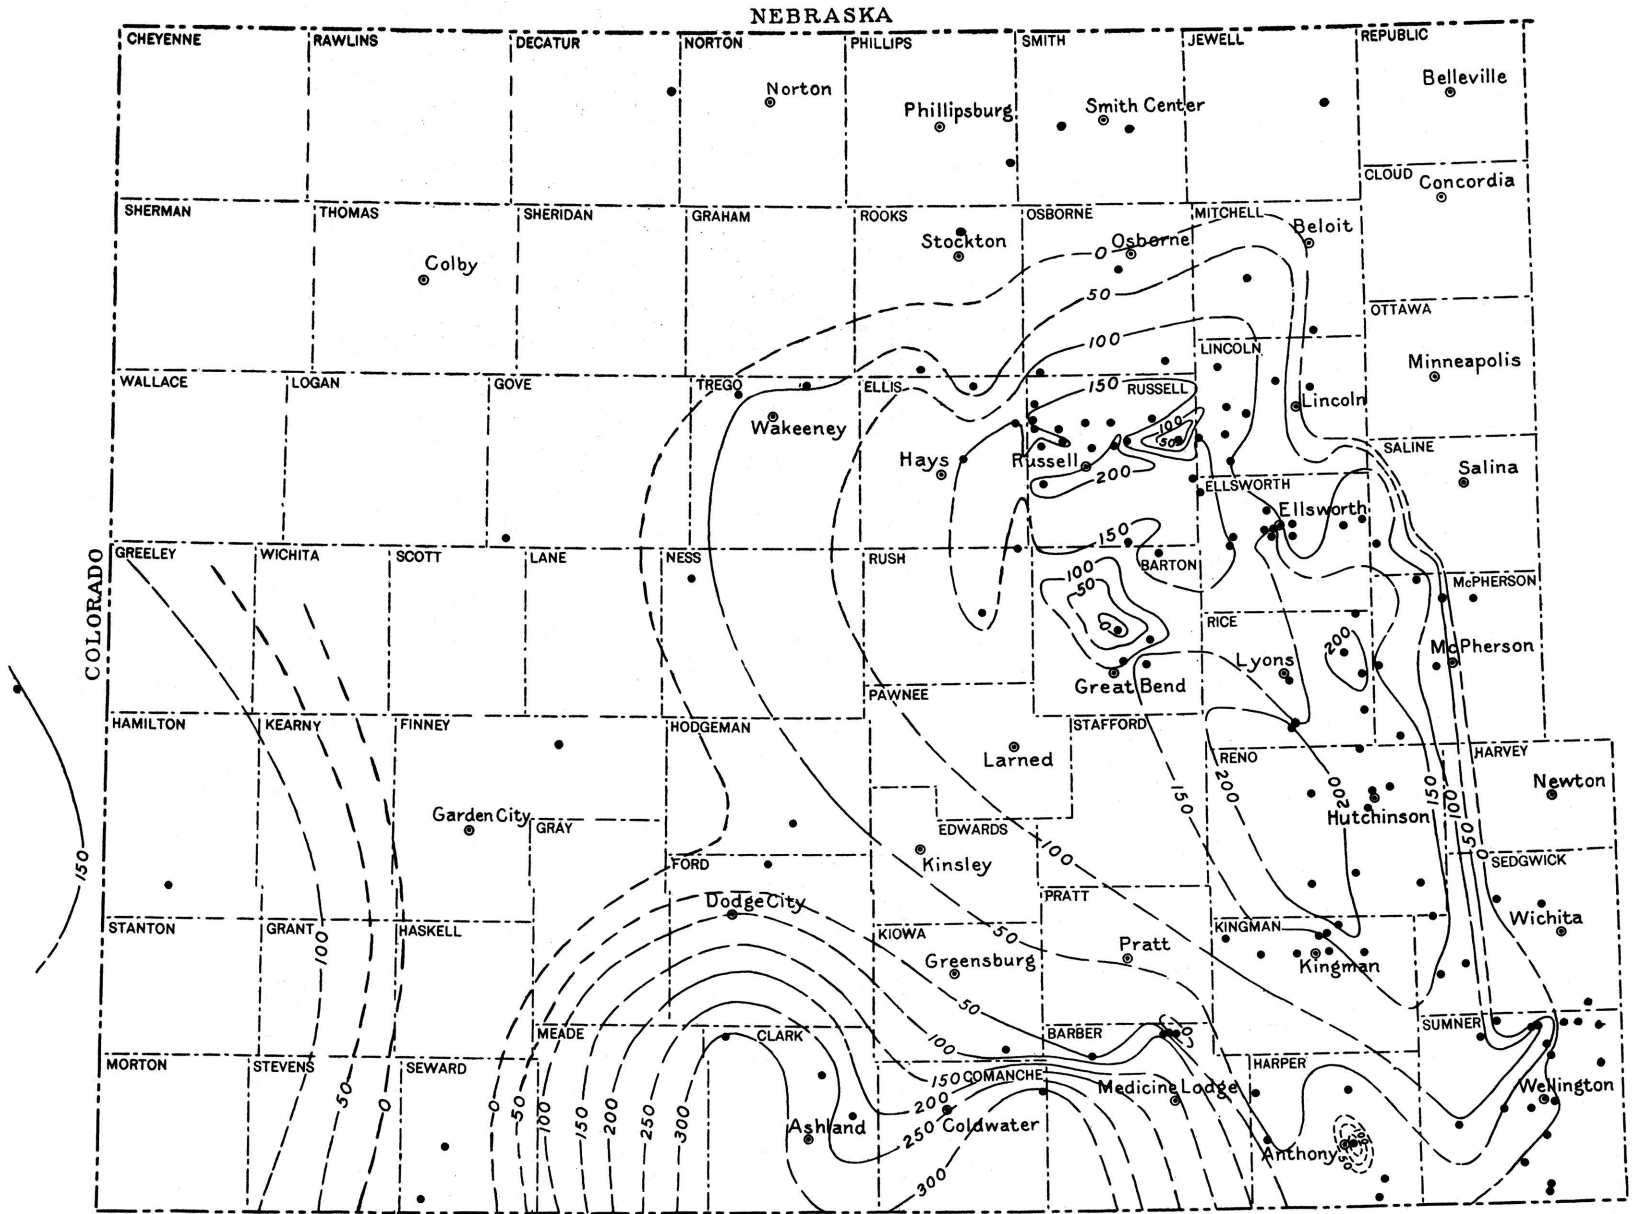 NEBRASKA
CHEYENNE
RAWLINS
DECATUR
NORTON
PHILLIPS
SMITH
JEWELL
REPUBLIC
Norton
Phillipsburg
Smith Center
Belleville
CLOUD
Concordia
SHERMAN
THOMAS
SHERIDAN
GRAHAM
ROOKS
OSBORNE
MITCHELL
Colby
Stockton
Osborne
Beloit
0
50
OTTAWA
100
LINCOLN
Minneapolis
WALLACE
LOGAN
GOVE
TREGO
ELLIS
150
RUSSELL
Wakeeney
Lincoln
100
50
Hays
Russell
200
SALINE
Salina
ELLSWORTH
Ellsworth
150
COLORADO
GREELEY
WICHITA
SCOTT
LANE
NESS
RUSH
BARTON
100
50
0
McPHERSON
RICE
200
Lyons
McPherson
Great Bend
PAWNEE
HAMILTON
KEARNY
FINNEY
HODGEMAN
STAFFORD
Larned
RENO
HARVEY
Newton
150
200
200
150
100
50
0
Hutchinson
Garden City
GRAY
EDWARDS
Kinsley
100
150
FORD
SEDGWICK
Dodge City
PRATT
Wichita
STANTON
GRANT
HASKELL
KIOWA
KINGMAN
100
50
Greensburg
Pratt
Kingman
50
MEADE
CLARK
100
BARBER
0
SUMNER
MORTON
STEVENS
SEWARD
150
COMANCHE
HARPER
Medicine Lodge
Wellington
50
0
0
50
100
150
200
250
300
200
250
Ashland
Coldwater
Anthony
50
300